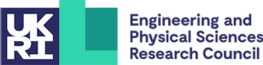 UK
RI
Engineering and
Physical Sciences
Research Council